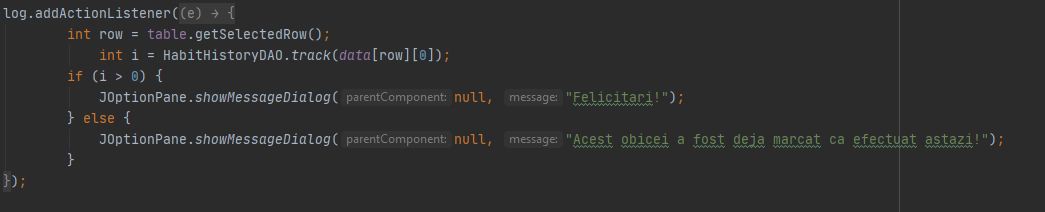 log.addActionListener((e) → {
        int row = table.getSelectedRow();
            int i = HabitHistoryDAO.track(data[row][0]);
        if (i > 0) {
            JOptionPane.showMessageDialog( parentComponent: null, message: "Felicitari!");
        } else {
            JOptionPane.showMessageDialog( parentComponent: null, message: "Acest obicei a fost deja marcat ca efectuat astazi!");
        }
});